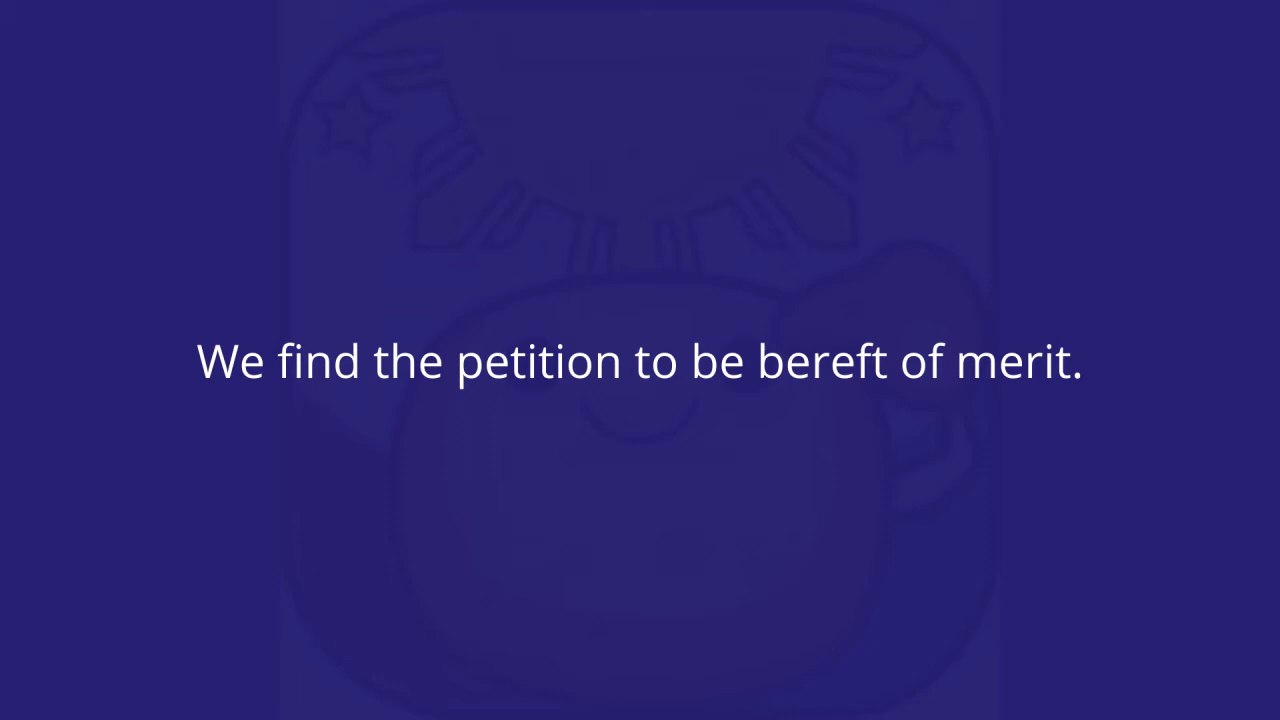 We find the petition to be bereft of merit.